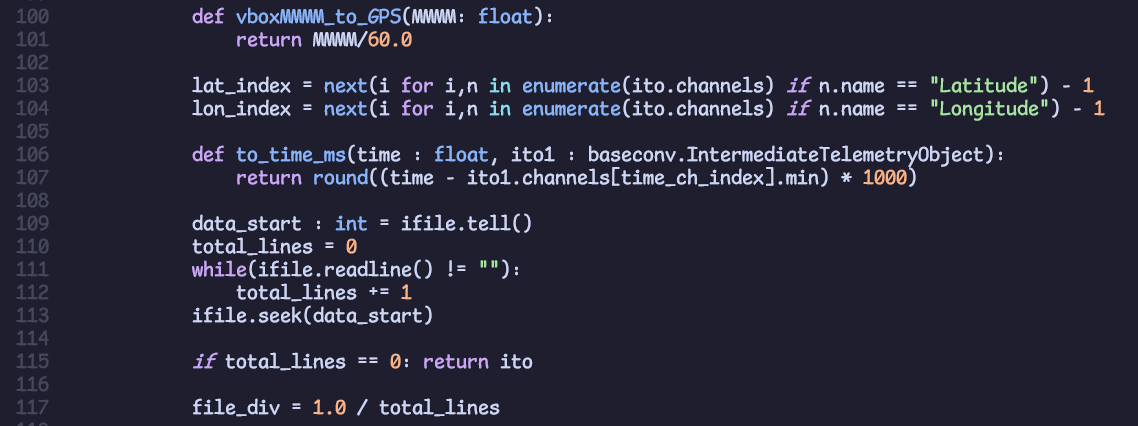 100 def vboxMMMM_to_GPS(MMMM: float):
101 return MMMM/60.0
102
103 lat_index = next(i for i,n in enumerate(ito.channels) if n.name == "Latitude") - 1
104 lon_index = next(i for i,n in enumerate(ito.channels) if n.name == "Longitude") - 1
105
106 def to_time_ms(time : float, ito1 : baseconv.IntermediateTelemetryObject):
107 return round((time - ito1.channels[time_ch_index].min) * 1000)
108
109 data_start : int = ifile.tell()
110 total_lines = 0
111 while(ifile.readline() != ""):
112 total_lines += 1
113 ifile.seek(data_start)
114
115 if total_lines == 0: return ito
116
117 file_div = 1.0 / total_lines